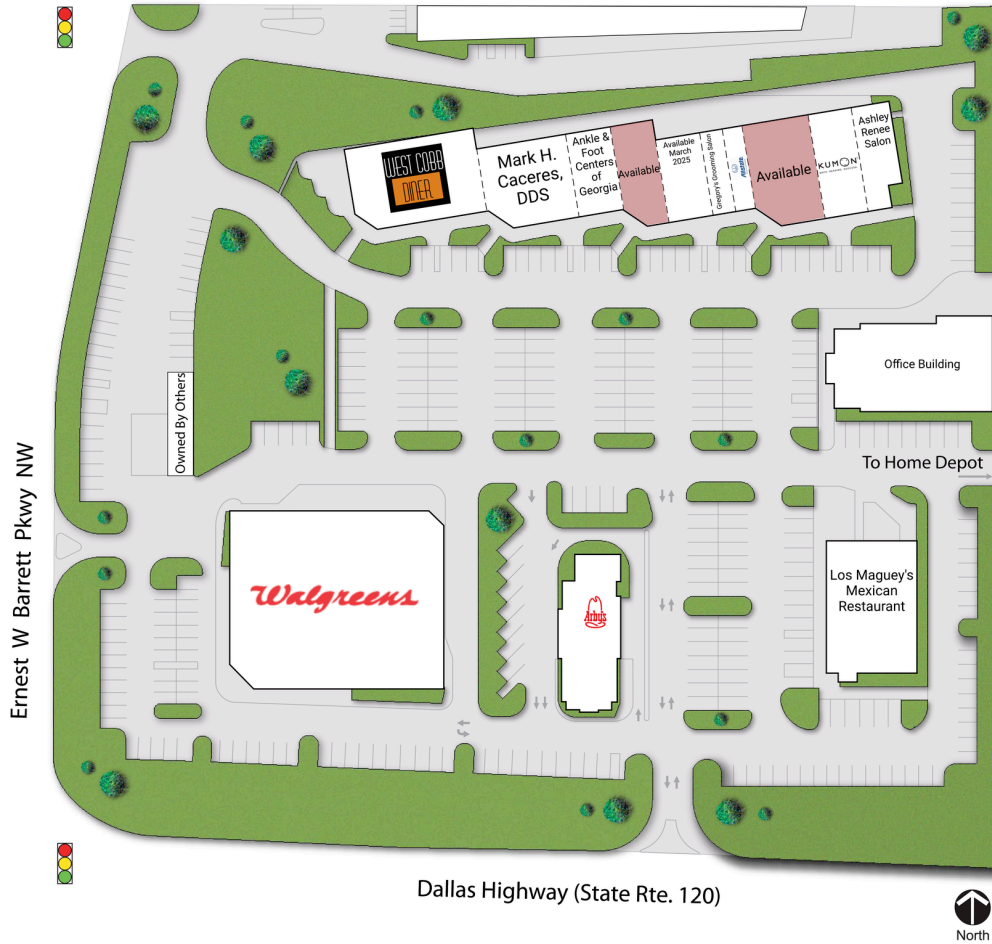 WEST COBB
DINER
Mark H.
Caceres,
DDS
Ankle &
Foot
Centers
of
Georgia
Available
Available
March
2025
Gregory's Grooming Salon
Allstate
Available
KUMON
Ashley
Renee
Salon
Office Building
Owned By Others
To Home Depot
Ernest W Barrett Pkwy NW
Walgreens
Arby's
Los Maguey's
Mexican
Restaurant
Dallas Highway (State Rte. 120)
North